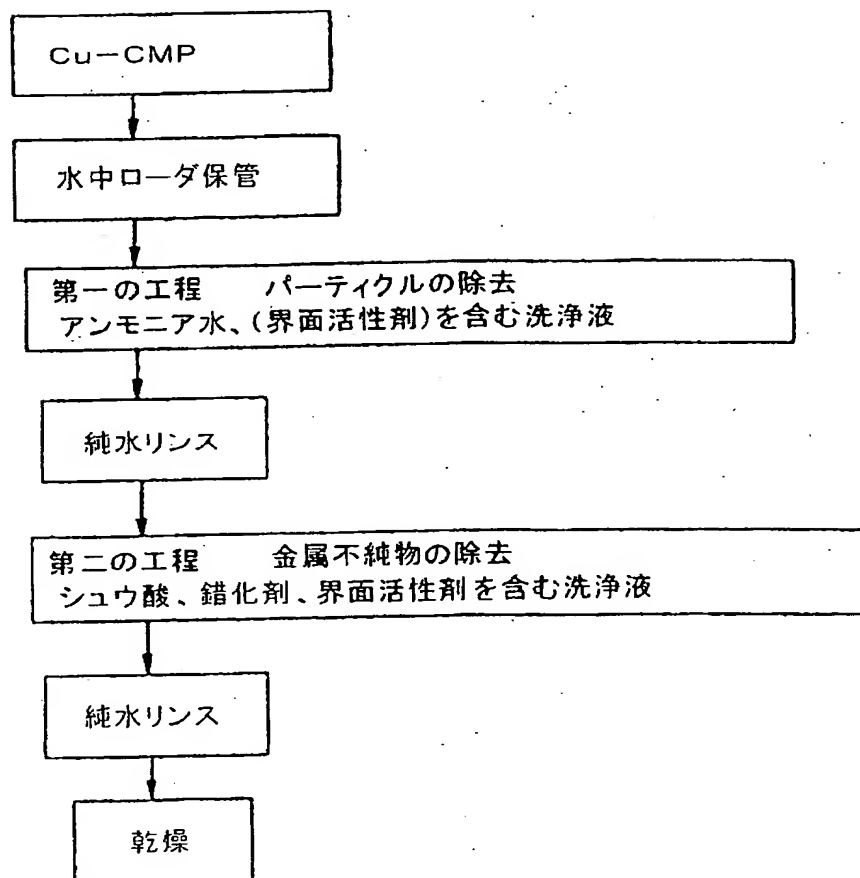 Cu-CMP
水中ローダ保管
第一の工程 パーティクルの除去
アンモニア水、(界面活性剤)を含む洗浄液
純水リンス
第二の工程 金属不純物の除去
シュウ酸、錯化剤、界面活性剤を含む洗浄液
純水リンス
乾燥